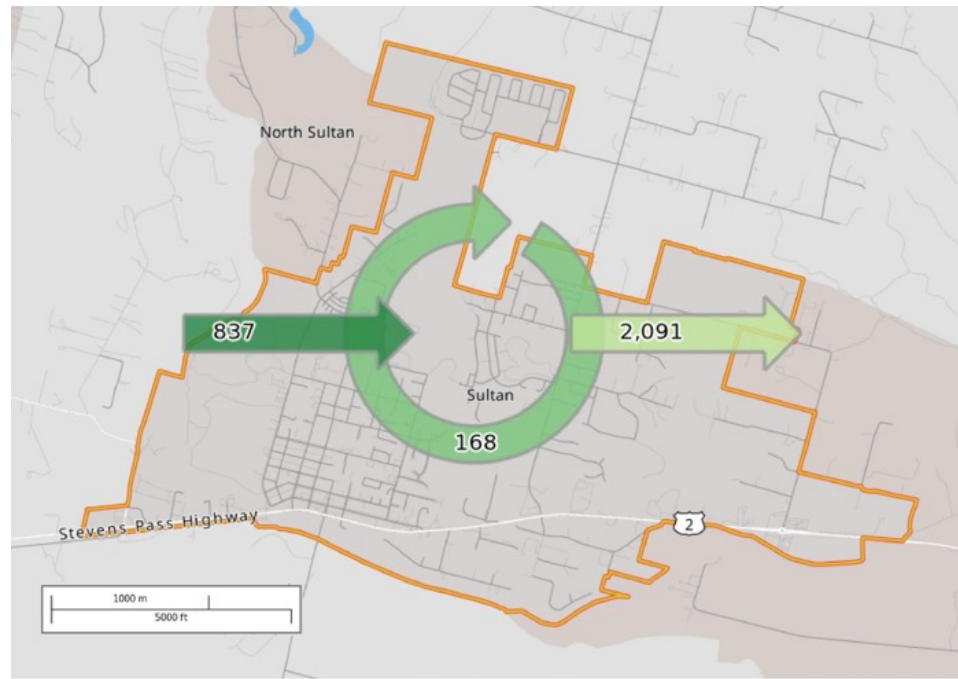 North Sultan
837
2,091
Sultan
168
Stevens Pass Highway
2
1000 m
5000 ft